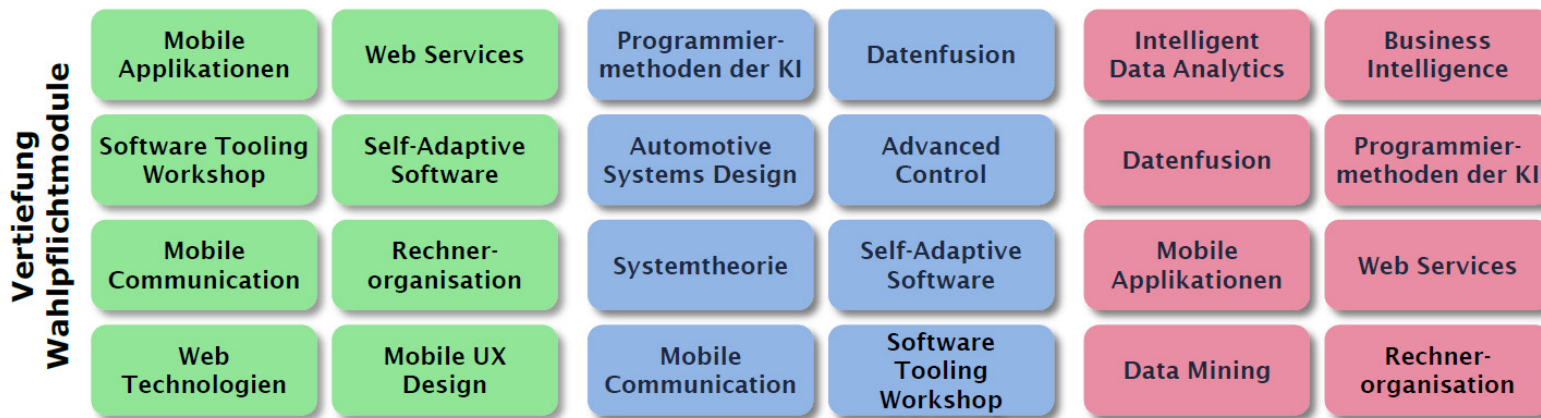 Vertiefung
Wahlpflichtmodule
Mobile
Applikationen
Web Services
Software Tooling
Workshop
Self-Adaptive
Software
Mobile
Communication
Rechner-
organisation
Web
Technologien
Mobile UX
Design
Programmier-
methoden der KI
Datenfusion
Automotive
Systems Design
Advanced
Control
Systemtheorie
Self-Adaptive
Software
Mobile
Communication
Software
Tooling
Workshop
Intelligent
Data Analytics
Business
Intelligence
Datenfusion
Programmier-
methoden der KI
Mobile
Applikationen
Web Services
Data Mining
Rechner-
organisation